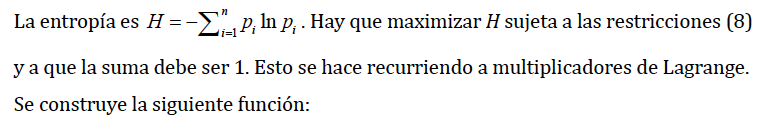 La entropía es $H = -\sum_{i=1}^{n} p_i \ln p_i$. Hay que maximizar H sujeta a las restricciones (8)
y a que la suma debe ser 1. Esto se hace recurriendo a multiplicadores de Lagrange.
Se construye la siguiente función: